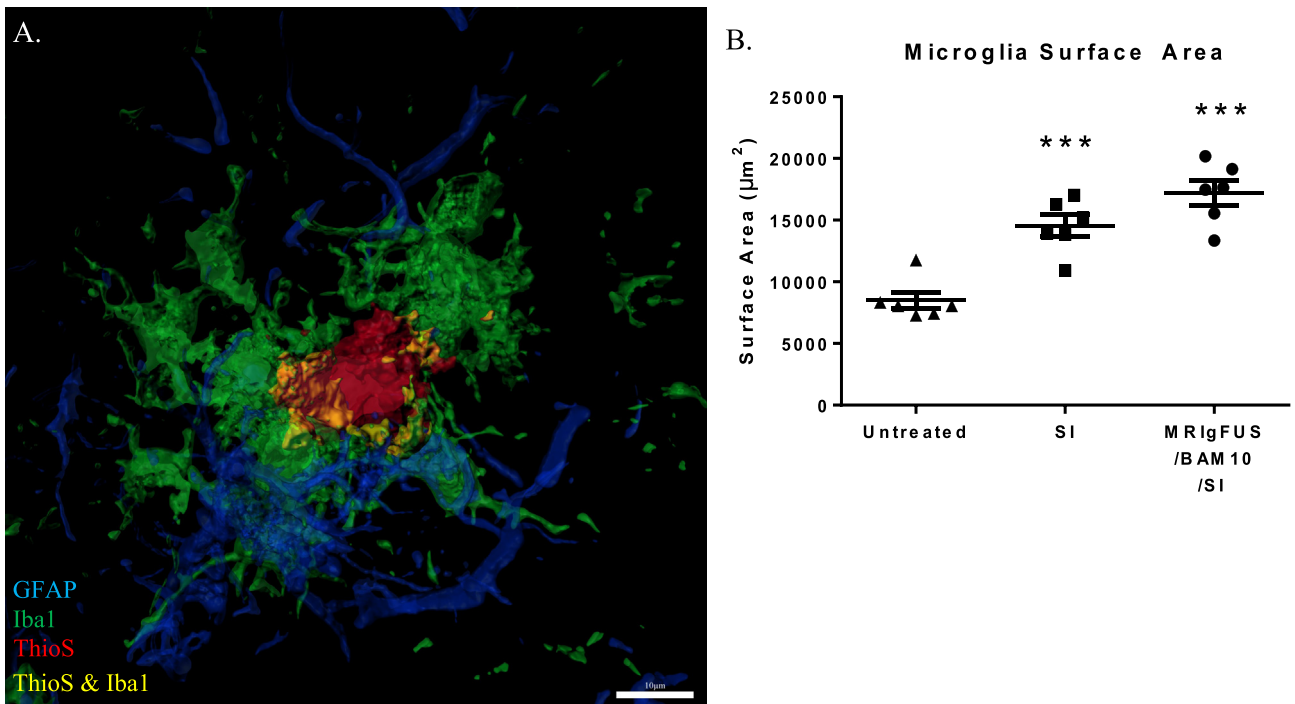 A.
GFAP
Iba1
ThioS
ThioS & Iba1
10μm
B.
Microglia Surface Area
Surface Area (μm²)
25000
20000
15000
10000
5000
0
***
***
Untreated
SI
MRIgFUS
/BAM10
/SI